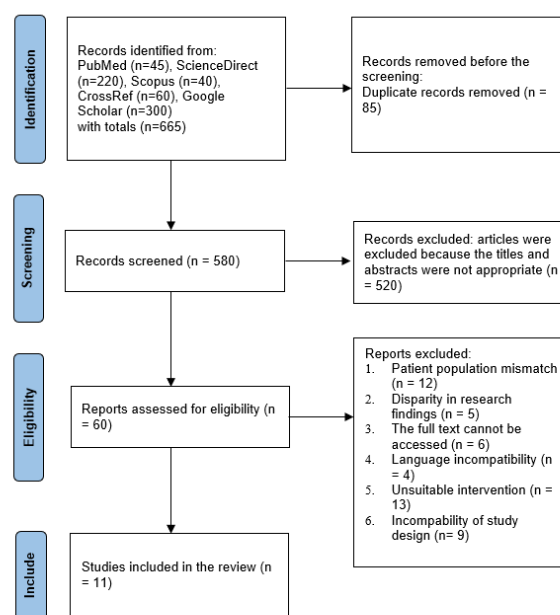 Identification
Records identified from:
PubMed (n=45), ScienceDirect
(n=220), Scopus (n=40),
CrossRef (n=60), Google
Scholar (n=300)
with totals (n=665)
Records removed before the
screening:
Duplicate records removed (n =
85)
Screening
Records screened (n = 580)
Records excluded: articles were
excluded because the titles and
abstracts were not appropriate (n
= 520)
Eligibility
Reports assessed for eligibility (n
= 60)
Reports excluded:
1. Patient population mismatch
(n = 12)
2. Disparity in research
findings (n = 5)
3. The full text cannot be
accessed (n = 6)
4. Language incompatibility (n
= 4)
5. Unsuitable intervention (n =
13)
6. Incompability of study
design (n= 9)
Include
Studies included in the review (n
= 11)